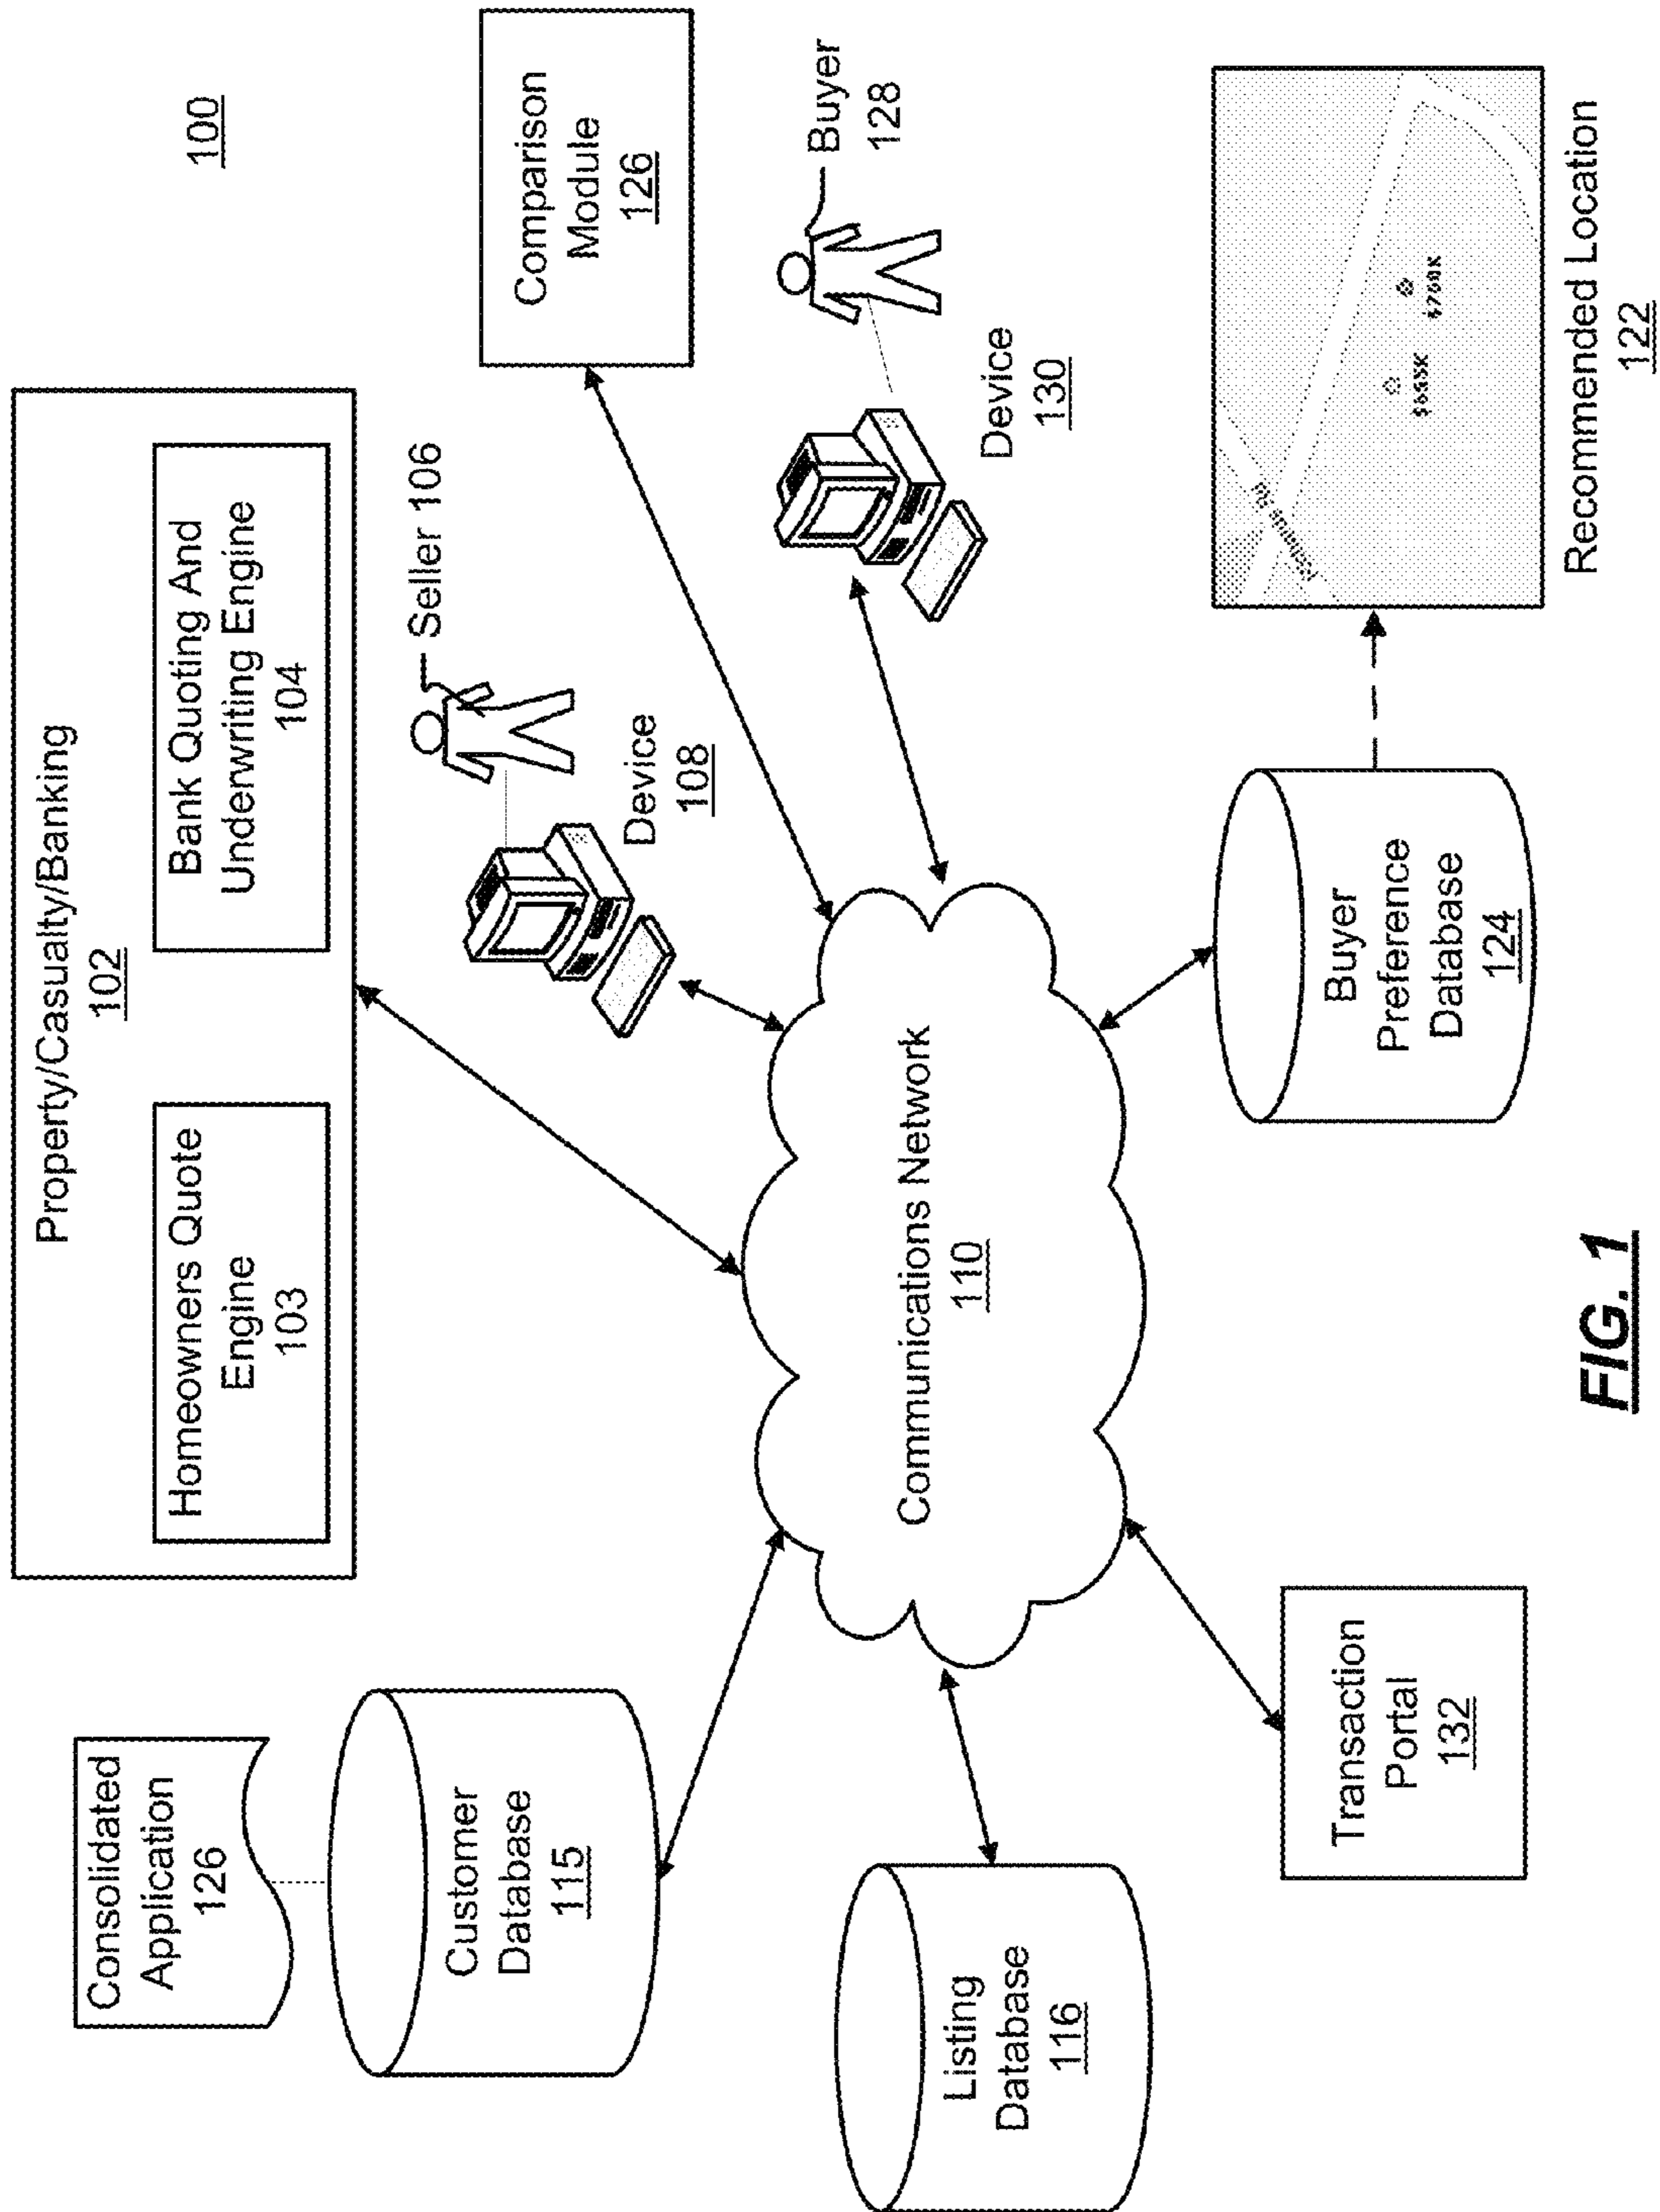 100
Property/Casualty/Banking
102
Homeowners Quote
Engine
103
Bank Quoting And
Underwriting Engine
104
Consolidated
Application
126
Customer
Database
115
Seller 106
Device
108
Comparison
Module
126
Buyer
128
Device
130
Communications Network
110
Listing
Database
116
Transaction
Portal
132
Buyer
Preference
Database
124
Recommended Location
122
FIG. 1